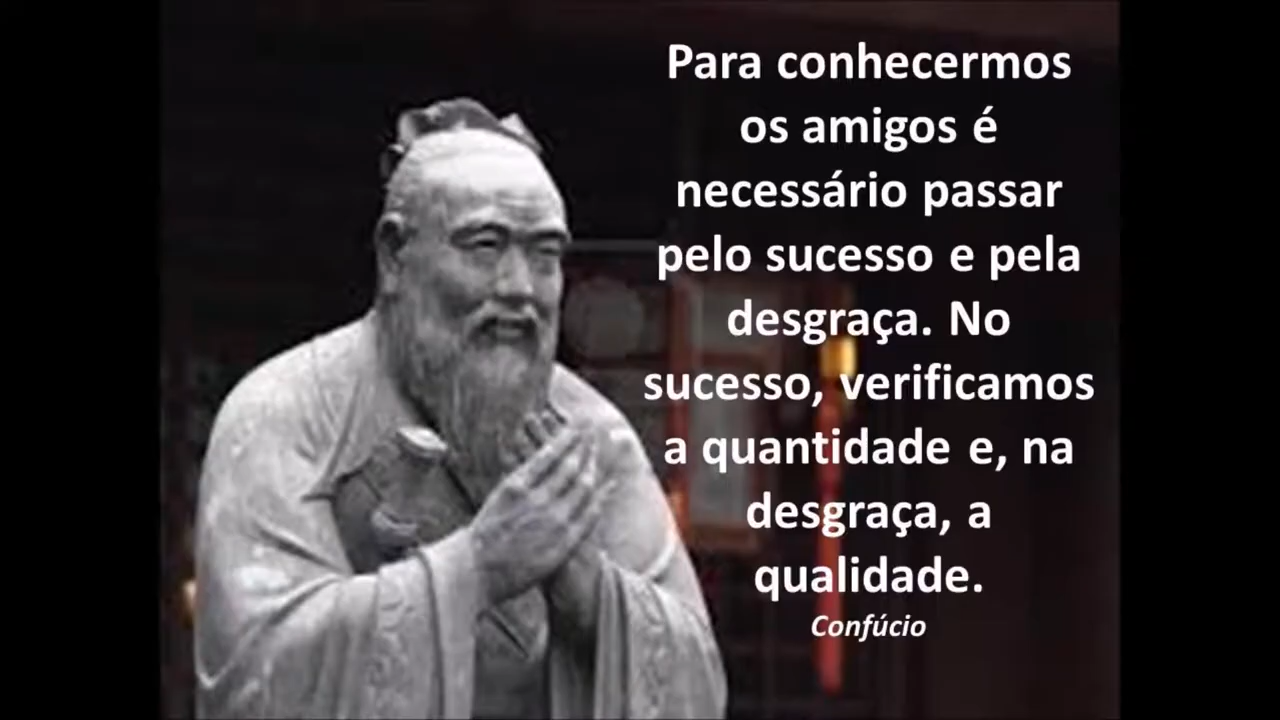 Para conhecermos
os amigos é
necessário passar
pelo sucesso e pela
desgraça. No
sucesso, verificamos
a quantidade e, na
desgraça, a
qualidade.
Confúcio